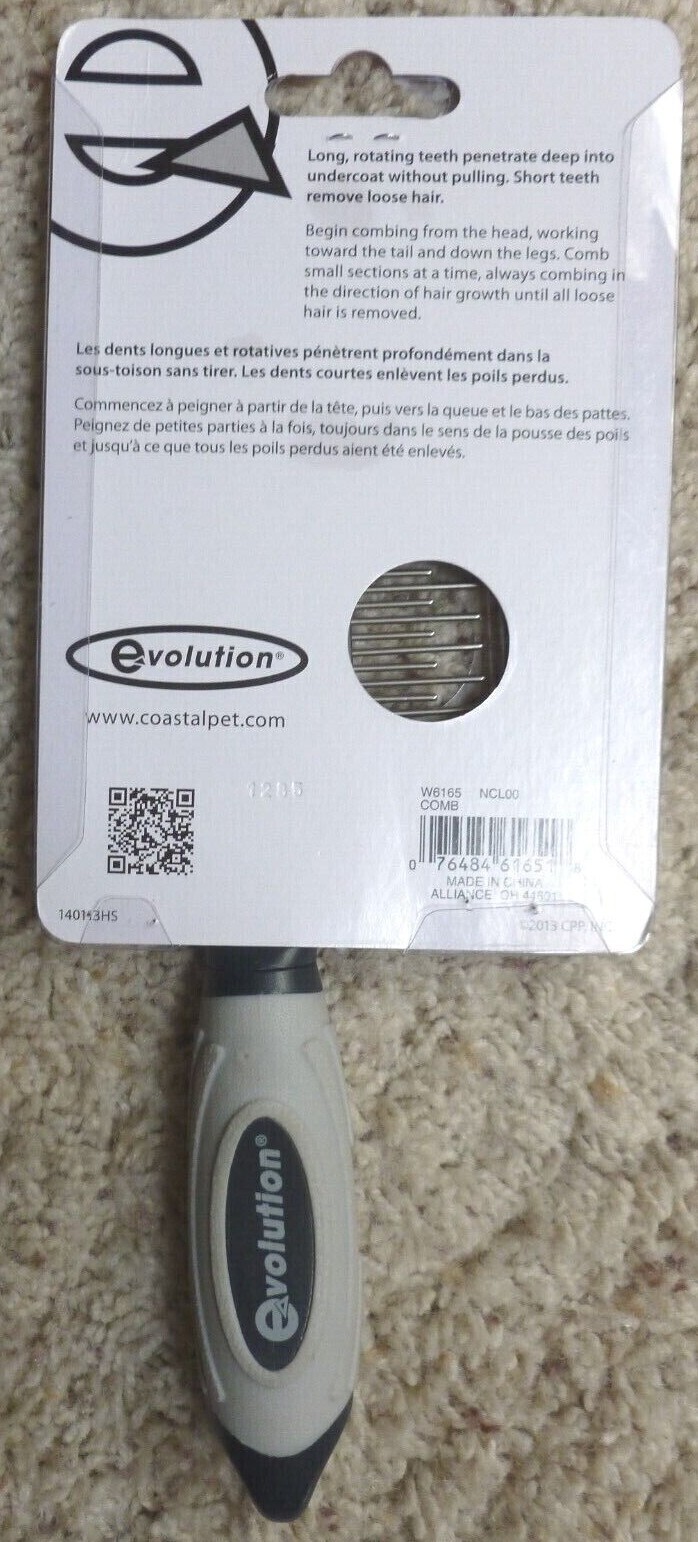 Long, rotating teeth penetrate deep into
undercoat without pulling. Short teeth
remove loose hair.
Begin combing from the head, working
toward the tail and down the legs. Comb
small sections at a time, always combing in
the direction of hair growth until all loose
hair is removed.
Les dents longues et rotatives pénètrent profondément dans la
sous-toison sans tirer. Les dents courtes enlèvent les poils perdus.
Commencez à peigner à partir de la tête, puis vers la queue et le bas des pattes.
Peignez de petites parties à la fois, toujours dans le sens de la pousse des poils
et jusqu'à ce que tous les poils perdus aient été enlevés.
evolution®
www.coastalpet.com
W6165 NCL00
COMB
0 76484 61651 8
MADE IN CHINA
ALLIANCE OH 44601
©2013 CPP, INC
evolution®